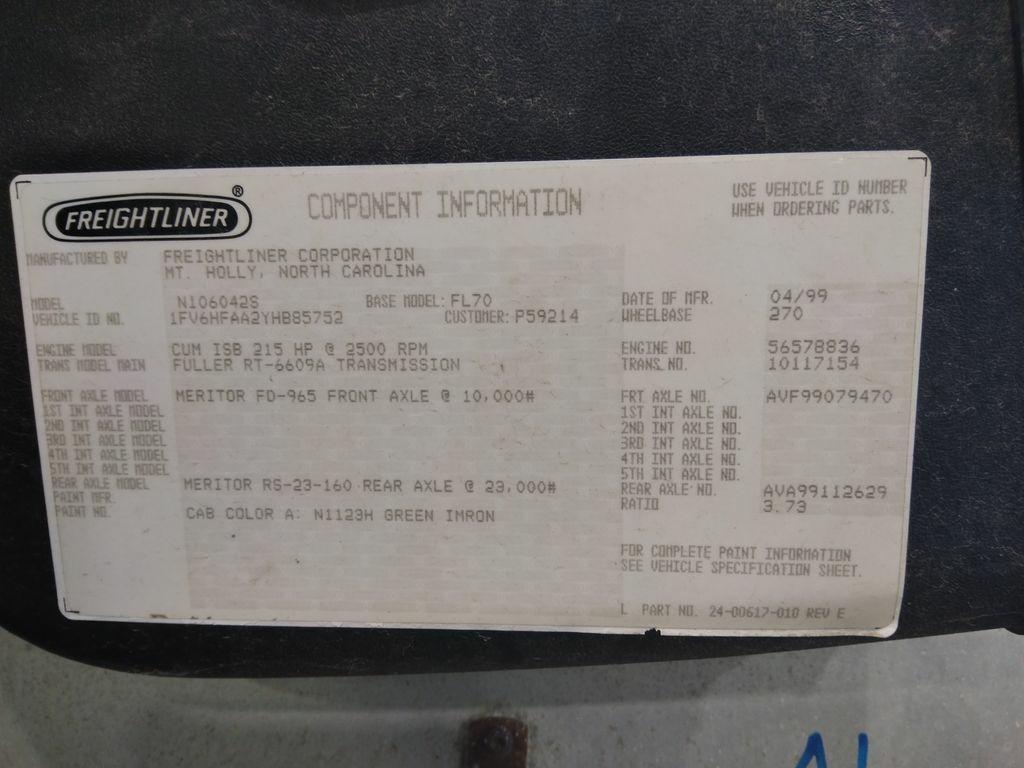 FREIGHTLINER ®
COMPONENT INFORMATION
USE VEHICLE ID NUMBER
WHEN ORDERING PARTS.
MANUFACTURED BY FREIGHTLINER CORPORATION
MT. HOLLY, NORTH CAROLINA
MODEL N106042S BASE MODEL: FL70 DATE OF MFR. 04/99
VEHICLE ID NO. 1FV6HFAA2YHB85752 CUSTOMER: P59214 WHEELBASE 270
ENGINE MODEL CUM ISB 215 HP @ 2500 RPM ENGINE NO. 56578836
TRANS MODEL MAIN FULLER RT-6609A TRANSMISSION TRANS. NO. 10117154
FRONT AXLE MODEL MERITOR FD-965 FRONT AXLE @ 10,000# FRT AXLE NO. AVF99079470
1ST INT AXLE MODEL 1ST INT AXLE NO.
2ND INT AXLE MODEL 2ND INT AXLE NO.
3RD INT AXLE MODEL 3RD INT AXLE NO.
4TH INT AXLE MODEL 4TH INT AXLE NO.
5TH INT AXLE MODEL 5TH INT AXLE NO.
REAR AXLE MODEL MERITOR RS-23-160 REAR AXLE @ 23,000# REAR AXLE NO. AVA99112629
PAINT MFR. RATIO 3.73
PAINT NO. CAB COLOR A: N1123H GREEN IMRON
FOR COMPLETE PAINT INFORMATION
SEE VEHICLE SPECIFICATION SHEET.
L PART NO. 24-00617-010 REV E